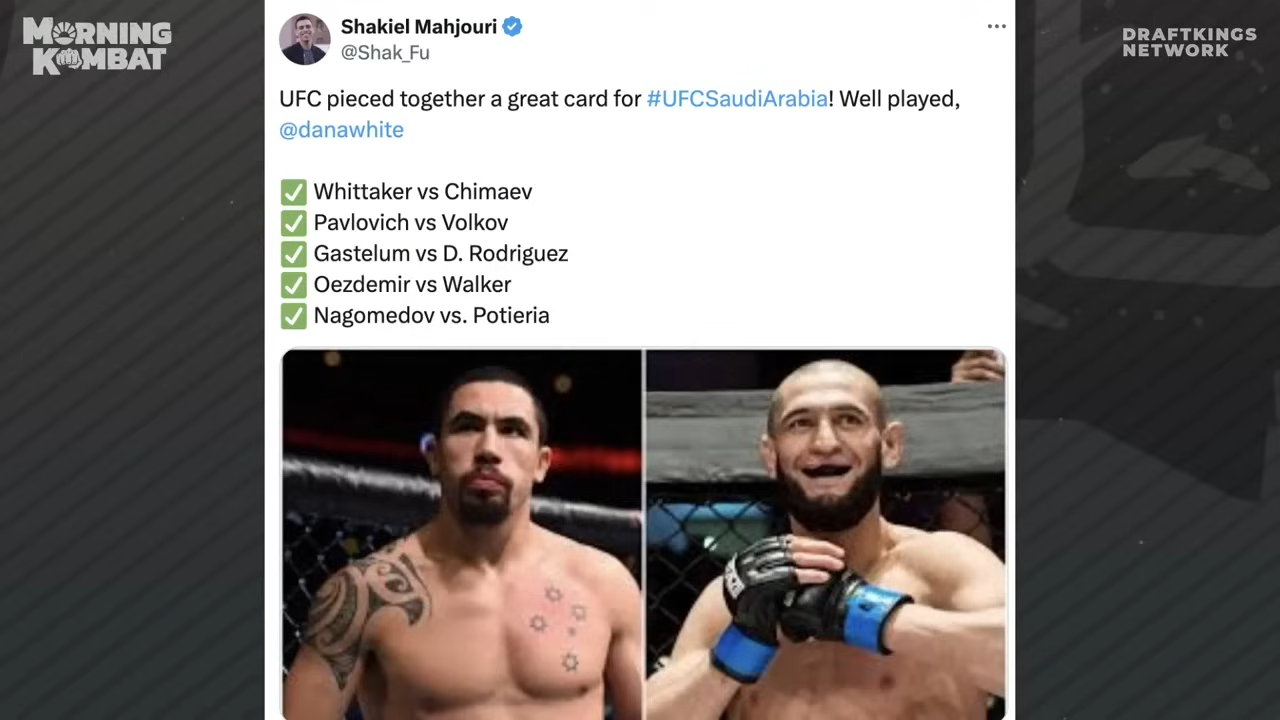 MORNING
KOMBAT
DRAFTKINGS
NETWORK
Shakiel Mahjouri
@Shak_Fu
UFC pieced together a great card for #UFCSaudiArabia! Well played,
@danawhite
✅ Whittaker vs Chimaev
✅ Pavlovich vs Volkov
✅ Gastelum vs D. Rodriguez
✅ Oezdemir vs Walker
✅ Nagomedov vs. Potieria